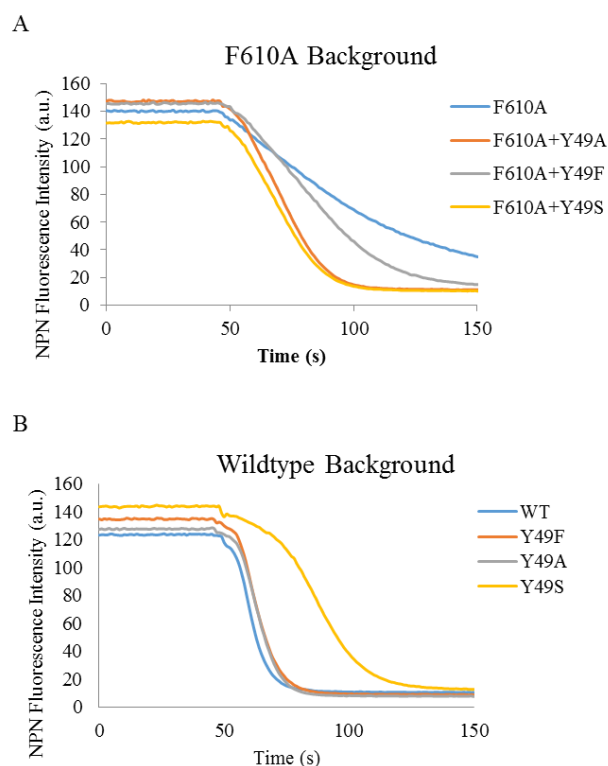 A
F610A Background
NPN Fluorescence Intensity (a.u.)
160
140
120
100
80
60
40
20
0
0 50 100 150
Time (s)
F610A
F610A+Y49A
F610A+Y49F
F610A+Y49S
B
Wildtype Background
NPN Fluorescence Intensity (a.u.)
160
140
120
100
80
60
40
20
0
0 50 100 150
Time (s)
WT
Y49F
Y49A
Y49S